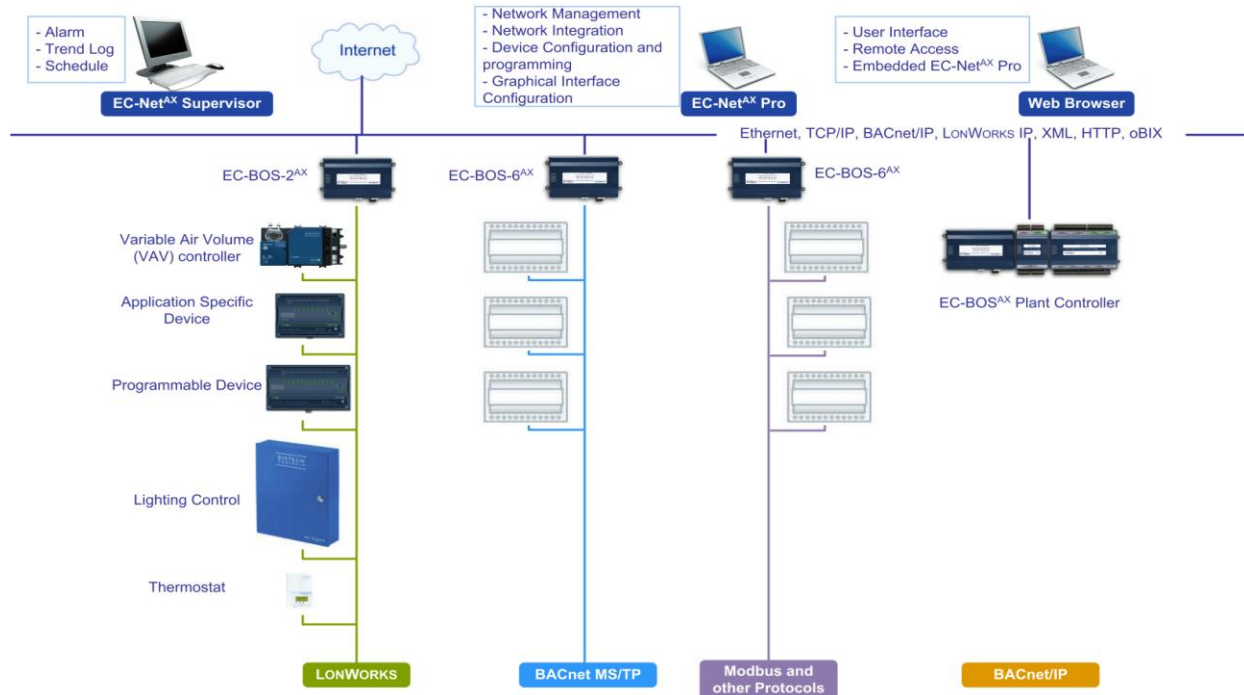 - Alarm
- Trend Log
- Schedule
EC-Net^AX Supervisor
Internet
- Network Management
- Network Integration
- Device Configuration and
programming
- Graphical Interface
Configuration
EC-Net^AX Pro
- User Interface
- Remote Access
- Embedded EC-Net^AX Pro
Web Browser
Ethernet, TCP/IP, BACnet/IP, LONWORKS IP, XML, HTTP, oBIX
EC-BOS-2^AX
EC-BOS-6^AX
EC-BOS-6^AX
Variable Air Volume
(VAV) controller
Application Specific
Device
Programmable Device
Lighting Control
Thermostat
EC-BOS^AX Plant Controller
LONWORKS
BACnet MS/TP
Modbus and
other Protocols
BACnet/IP